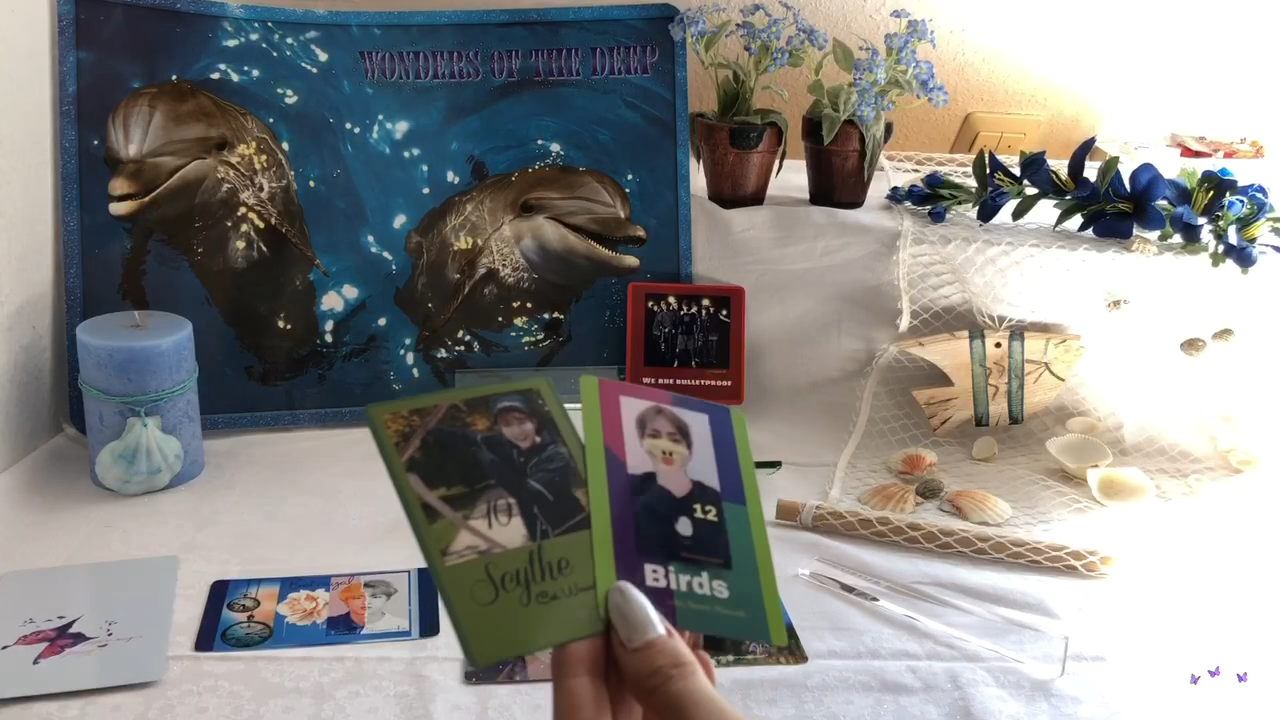 WONDERS OF THE DEEP
WE ARE BULLETPROOF
10
Scythe
12
Birds